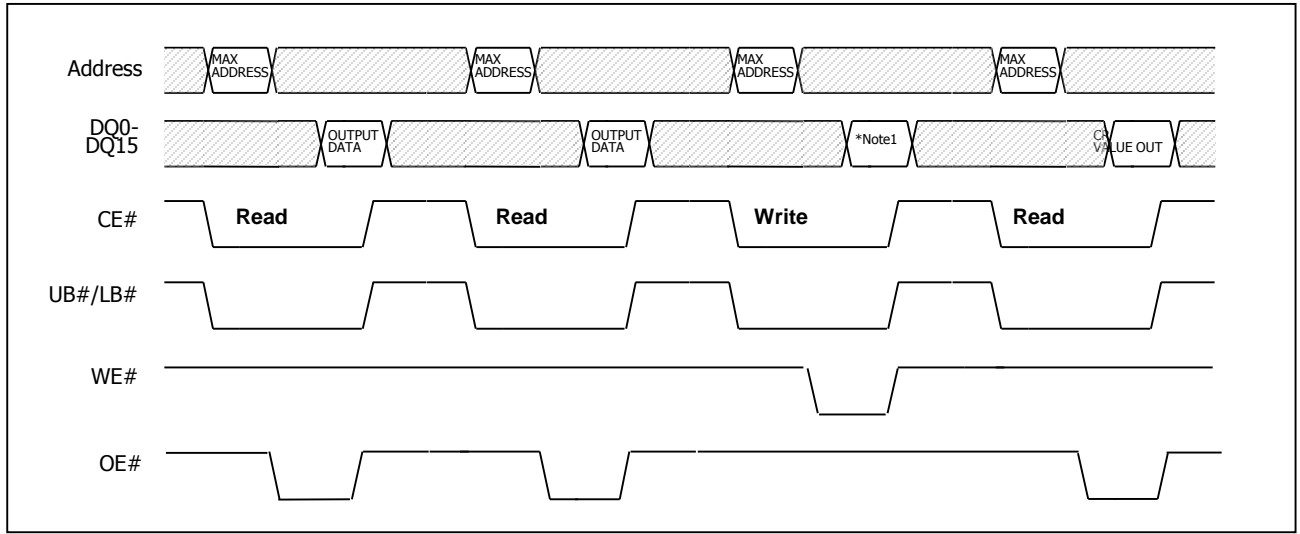 Address
MAX
ADDRESS
MAX
ADDRESS
MAX
ADDRESS
MAX
ADDRESS
DQ0-
DQ15
OUTPUT
DATA
OUTPUT
DATA
*Note1
CR
VALUE OUT
CE#
Read
Read
Write
Read
UB#/LB#
WE#
OE#